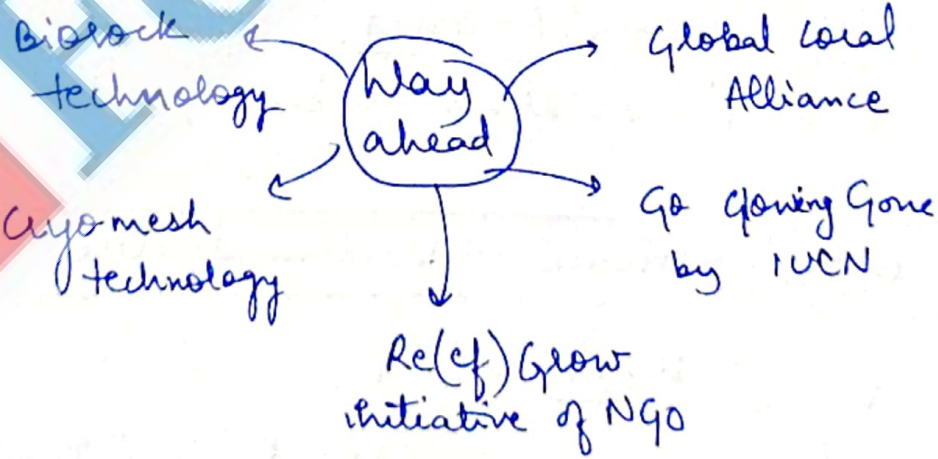 Way
ahead
Biorock
technology
Global Coral
Alliance
Cryomesh
technology
Go Glowing Gone
by IUCN
Re(ef) Grow
initiative of NGO